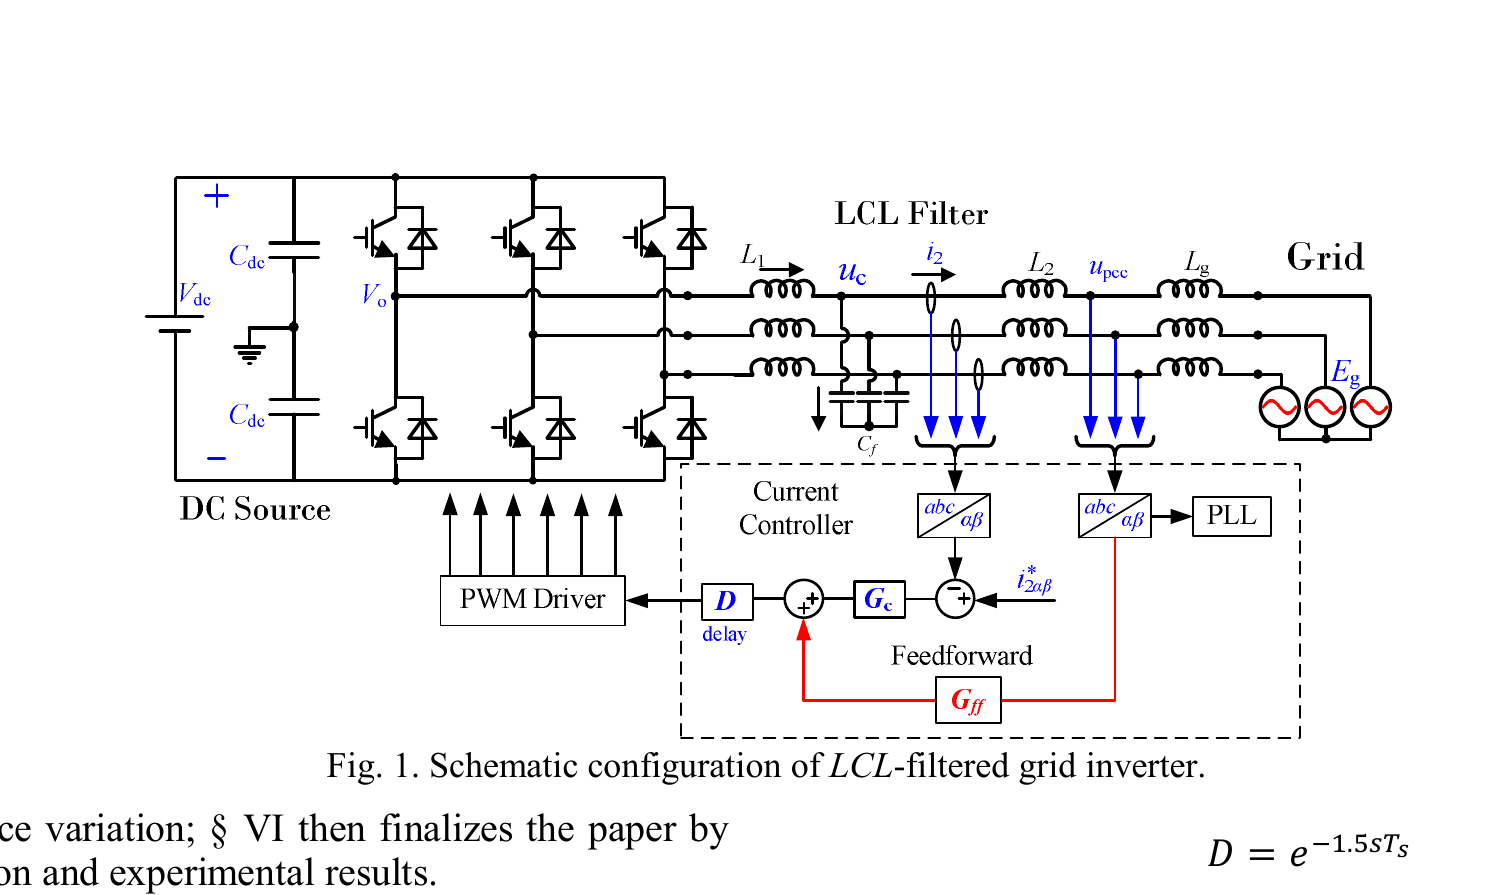 LCL Filter
Grid
L1
uc
i2
L2
upcc
Lg
+
Cdc
Vdc
Vo
Eg
Cdc
Cf
−
DC Source
Current
Controller
abc
αβ
abc
αβ
PLL
i*2αβ
PWM Driver
D
delay
+
+
Gc
−
+
Feedforward
Gff
Fig. 1. Schematic configuration of LCL-filtered grid inverter.
ce variation; § VI then finalizes the paper by
on and experimental results.
D = e^{−1.5sTs}